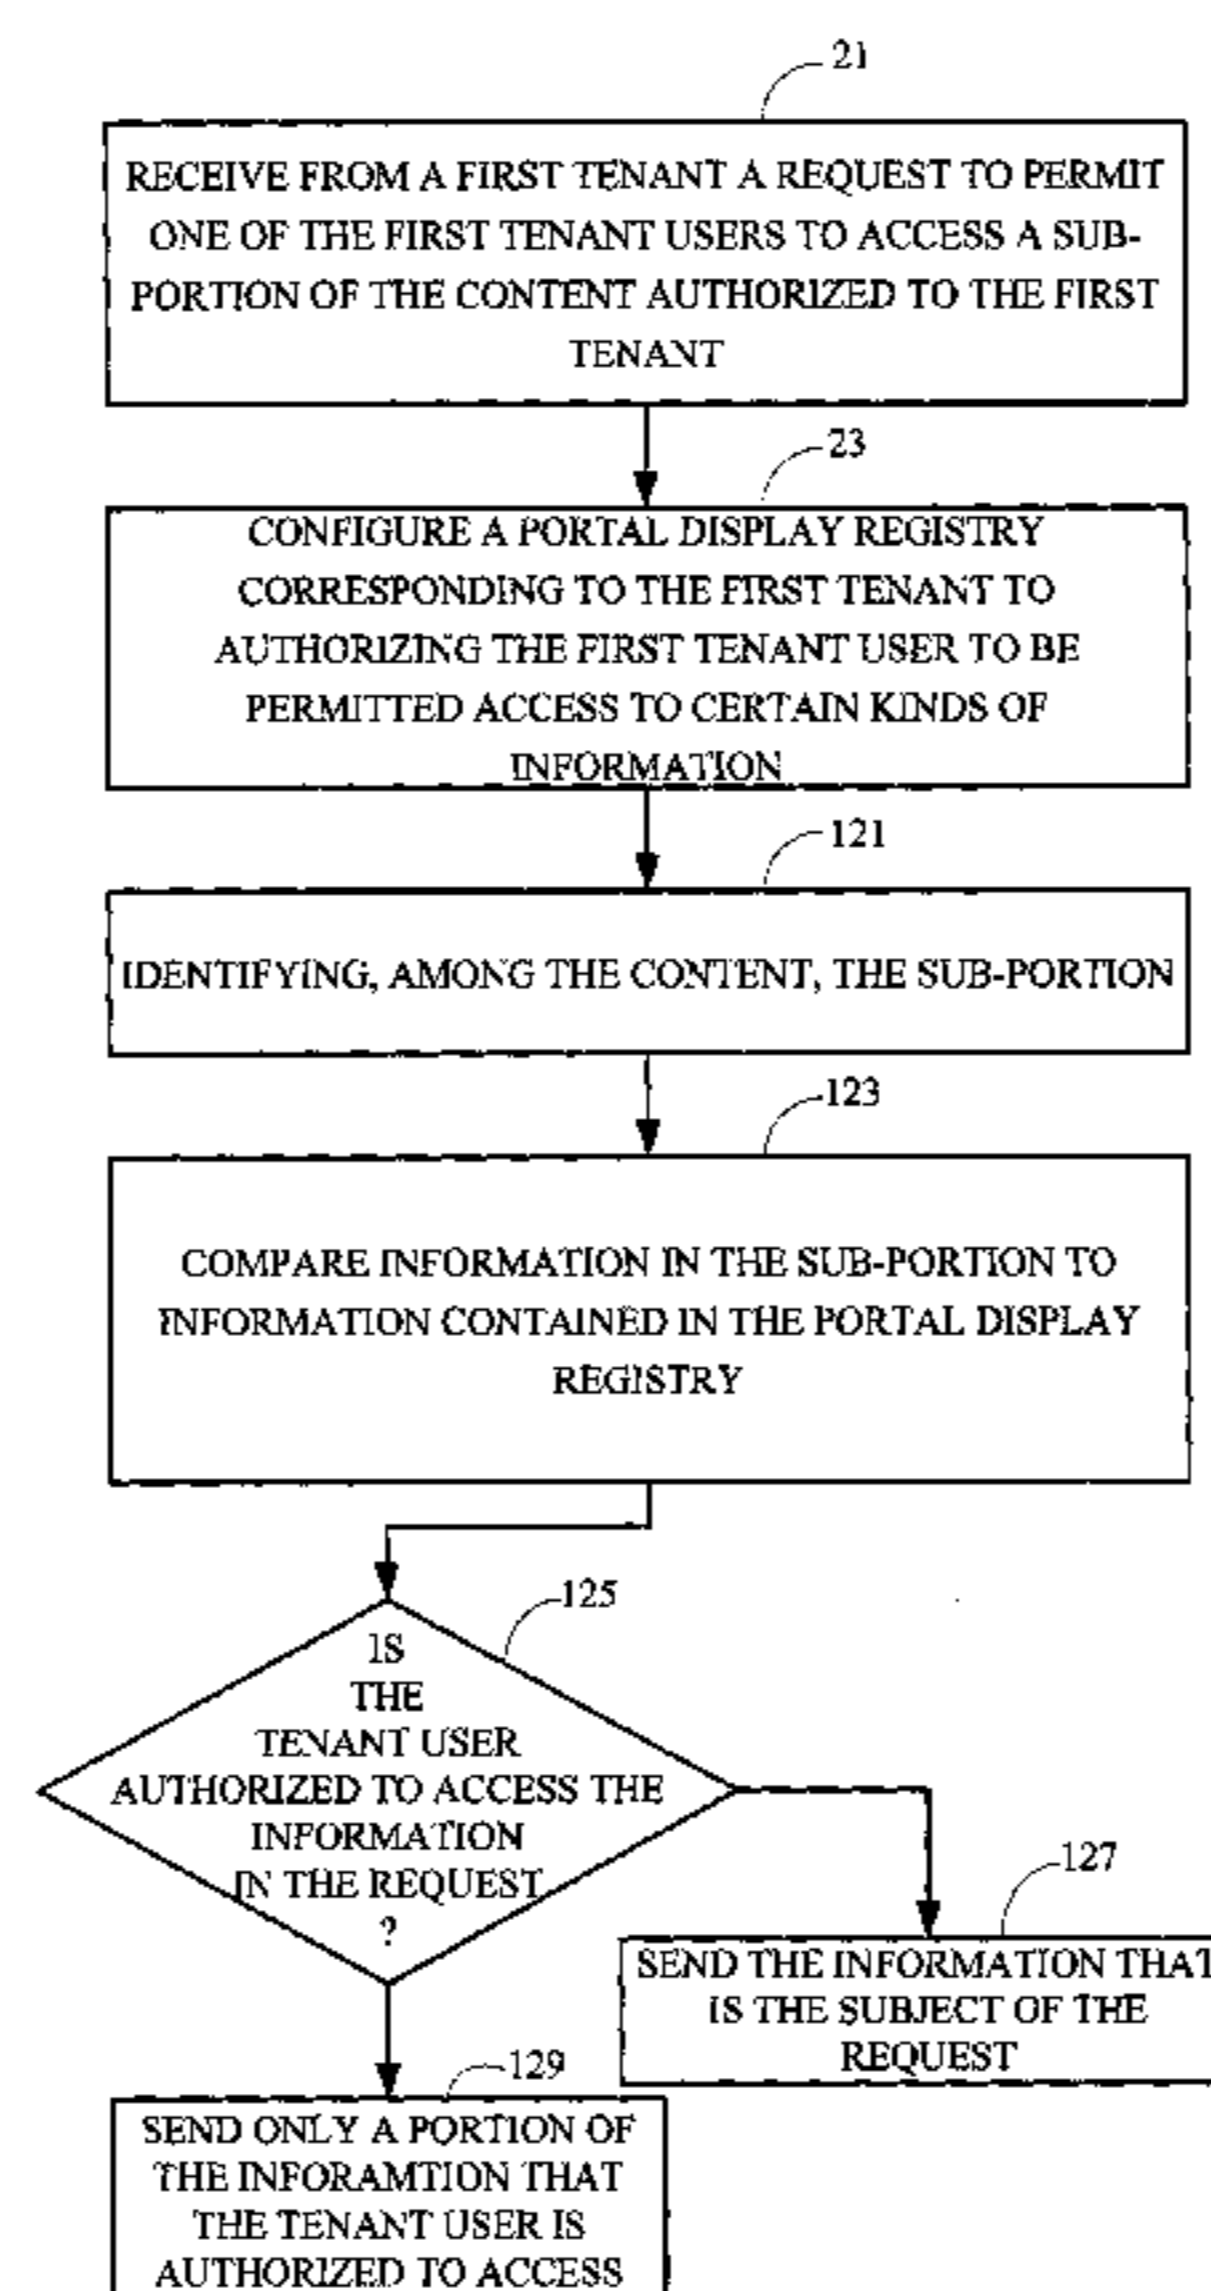 21
RECEIVE FROM A FIRST TENANT A REQUEST TO PERMIT
ONE OF THE FIRST TENANT USERS TO ACCESS A SUB-
PORTION OF THE CONTENT AUTHORIZED TO THE FIRST
TENANT
23
CONFIGURE A PORTAL DISPLAY REGISTRY
CORRESPONDING TO THE FIRST TENANT TO
AUTHORIZING THE FIRST TENANT USER TO BE
PERMITTED ACCESS TO CERTAIN KINDS OF
INFORMATION
121
IDENTIFYING, AMONG THE CONTENT, THE SUB-PORTION
123
COMPARE INFORMATION IN THE SUB-PORTION TO
INFORMATION CONTAINED IN THE PORTAL DISPLAY
REGISTRY
125
IS
THE
TENANT USER
AUTHORIZED TO ACCESS THE
INFORMATION
IN THE REQUEST
?
127
SEND THE INFORMATION THAT
IS THE SUBJECT OF THE
REQUEST
129
SEND ONLY A PORTION OF
THE INFORAMTION THAT
THE TENANT USER IS
AUTHORIZED TO ACCESS